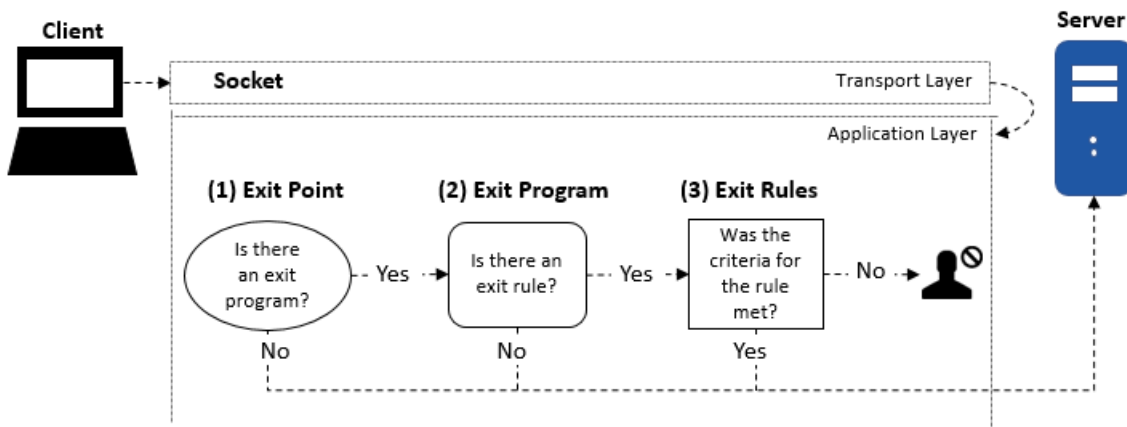 Client
Server
Socket
Transport Layer
Application Layer
(1) Exit Point
(2) Exit Program
(3) Exit Rules
Is there
an exit
program?
Yes
Is there an
exit rule?
Yes
Was the
criteria for
the rule
met?
No
No
No
Yes